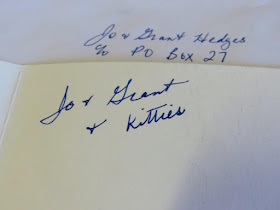 Jo & Grant Hedges
c/o PO Box 27
Jo & Grant
& Kitties